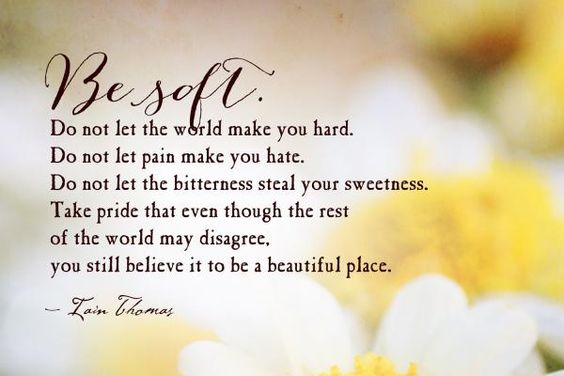 Be soft.
Do not let the world make you hard.
Do not let pain make you hate.
Do not let the bitterness steal your sweetness.
Take pride that even though the rest
of the world may disagree,
you still believe it to be a beautiful place.
– Iain Thomas